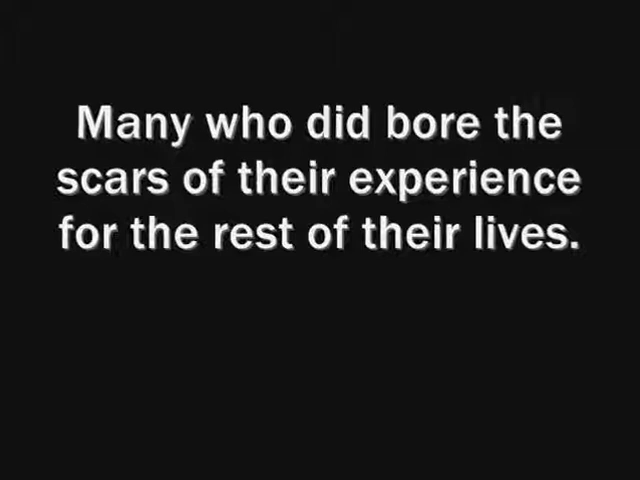 Many who did bore the
scars of their experience
for the rest of their lives.